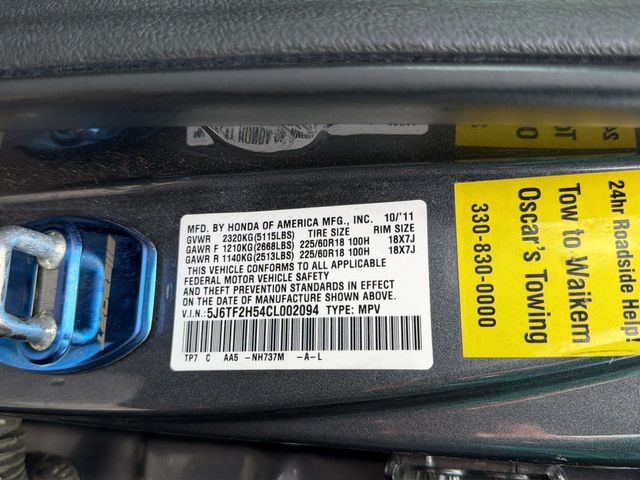 MFD. BY HONDA OF AMERICA MFG., INC. 10/'11
GVWR 2320KG(5115LBS) TIRE SIZE RIM SIZE
GAWR F 1210KG(2668LBS) 225/60R18 100H 18X7J
GAWR R 1140KG(2513LBS) 225/60R18 100H 18X7J
THIS VEHICLE CONFORMS TO ALL APPLICABLE
FEDERAL MOTOR VEHICLE SAFETY
AND THEFT PREVENTION STANDARDS IN EFFECT
ON THE DATE OF MANUFACTURE SHOWN ABOVE.
V.I.N.:5J6TF2H54CL002094 TYPE: MPV
TP7 C AA5 -NH737M -A-L
24hr Roadside Help!
Tow to Waikem
Oscar's Towing
330-830-0000